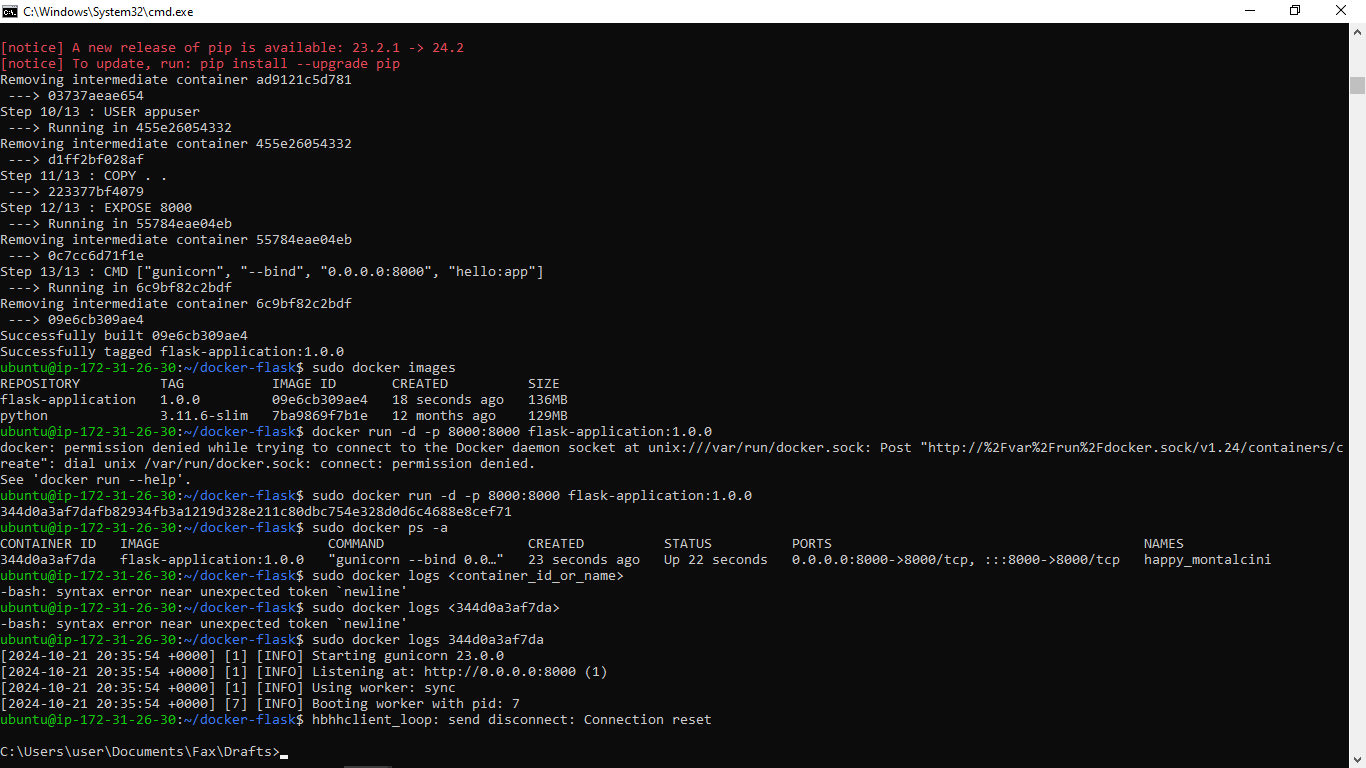 C:\Windows\System32\cmd.exe
[notice] A new release of pip is available: 23.2.1 -> 24.2
[notice] To update, run: pip install --upgrade pip
Removing intermediate container ad9121c5d781
 ---> 03737aeae654
Step 10/13 : USER appuser
 ---> Running in 455e26054332
Removing intermediate container 455e26054332
 ---> d1ff2bf028af
Step 11/13 : COPY . .
 ---> 223377bf4079
Step 12/13 : EXPOSE 8000
 ---> Running in 55784eae04eb
Removing intermediate container 55784eae04eb
 ---> 0c7cc6d71f1e
Step 13/13 : CMD ["gunicorn", "--bind", "0.0.0.0:8000", "hello:app"]
 ---> Running in 6c9bf82c2bdf
Removing intermediate container 6c9bf82c2bdf
 ---> 09e6cb309ae4
Successfully built 09e6cb309ae4
Successfully tagged flask-application:1.0.0
ubuntu@ip-172-31-26-30:~/docker-flask$ sudo docker images
REPOSITORY          TAG           IMAGE ID       CREATED          SIZE
flask-application   1.0.0         09e6cb309ae4   18 seconds ago   136MB
python              3.11.6-slim   7ba9869f7b1e   12 months ago    129MB
ubuntu@ip-172-31-26-30:~/docker-flask$ docker run -d -p 8000:8000 flask-application:1.0.0
docker: permission denied while trying to connect to the Docker daemon socket at unix:///var/run/docker.sock: Post "http://%2Fvar%2Frun%2Fdocker.sock/v1.24/containers/c
reate": dial unix /var/run/docker.sock: connect: permission denied.
See 'docker run --help'.
ubuntu@ip-172-31-26-30:~/docker-flask$ sudo docker run -d -p 8000:8000 flask-application:1.0.0
344d0a3af7dafb82934fb3a1219d328e211c80dbc754e328d0d6c4688e8cef71
ubuntu@ip-172-31-26-30:~/docker-flask$ sudo docker ps -a
CONTAINER ID   IMAGE                     COMMAND                  CREATED          STATUS          PORTS                                       NAMES
344d0a3af7da   flask-application:1.0.0   "gunicorn --bind 0.0…"   23 seconds ago   Up 22 seconds   0.0.0.0:8000->8000/tcp, :::8000->8000/tcp   happy_montalcini
ubuntu@ip-172-31-26-30:~/docker-flask$ sudo docker logs <container_id_or_name>
-bash: syntax error near unexpected token `newline'
ubuntu@ip-172-31-26-30:~/docker-flask$ sudo docker logs <344d0a3af7da>
-bash: syntax error near unexpected token `newline'
ubuntu@ip-172-31-26-30:~/docker-flask$ sudo docker logs 344d0a3af7da
[2024-10-21 20:35:54 +0000] [1] [INFO] Starting gunicorn 23.0.0
[2024-10-21 20:35:54 +0000] [1] [INFO] Listening at: http://0.0.0.0:8000 (1)
[2024-10-21 20:35:54 +0000] [1] [INFO] Using worker: sync
[2024-10-21 20:35:54 +0000] [7] [INFO] Booting worker with pid: 7
ubuntu@ip-172-31-26-30:~/docker-flask$ hbhhclient_loop: send disconnect: Connection reset
C:\Users\user\Documents\Fax\Drafts>